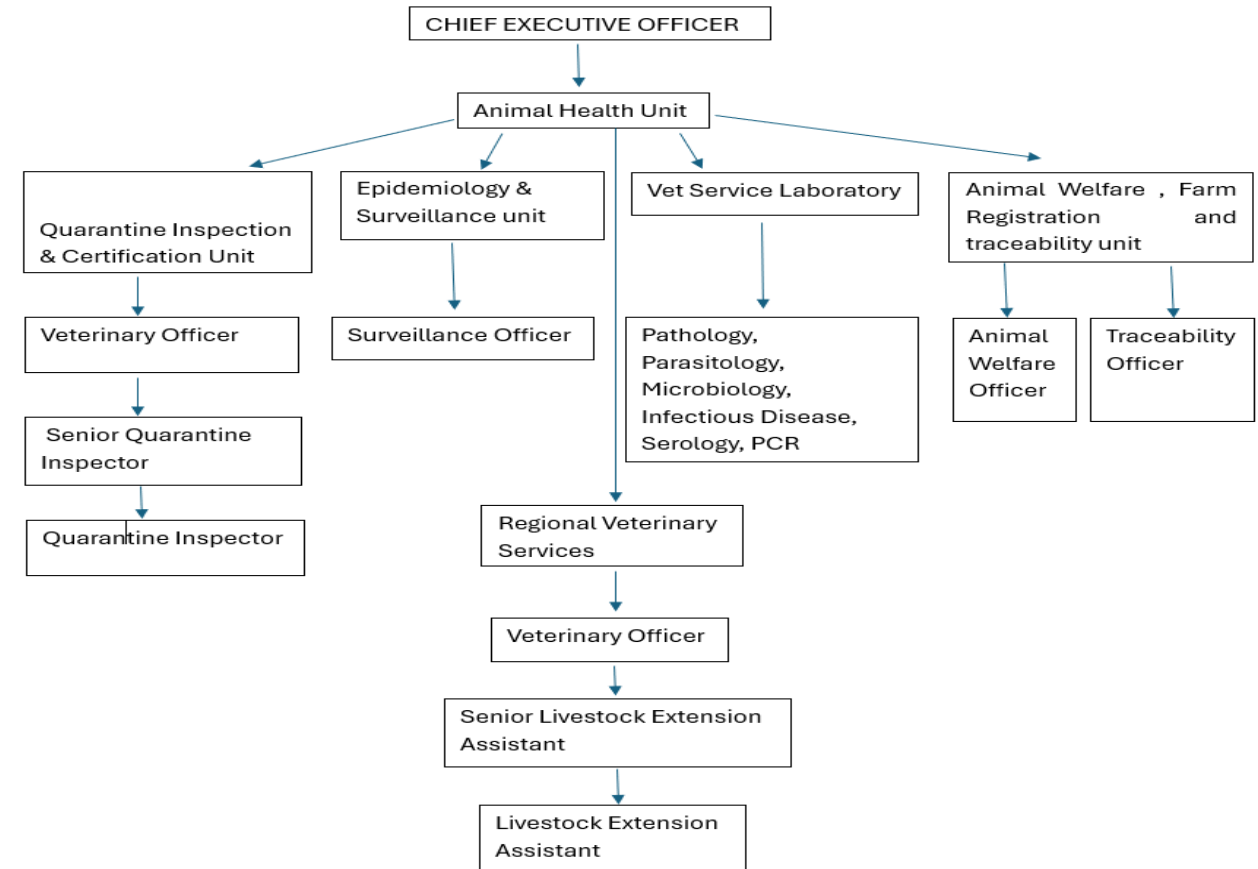 CHIEF EXECUTIVE OFFICER
Animal Health Unit
Quarantine Inspection
& Certification Unit
Epidemiology &
Surveillance unit
Vet Service Laboratory
Animal Welfare , Farm
Registration and
traceability unit
Veterinary Officer
Surveillance Officer
Pathology,
Parasitology,
Microbiology,
Infectious Disease,
Serology, PCR
Animal
Welfare
Officer
Traceability
Officer
Senior Quarantine
Inspector
Quarantine Inspector
Regional Veterinary
Services
Veterinary Officer
Senior Livestock Extension
Assistant
Livestock Extension
Assistant